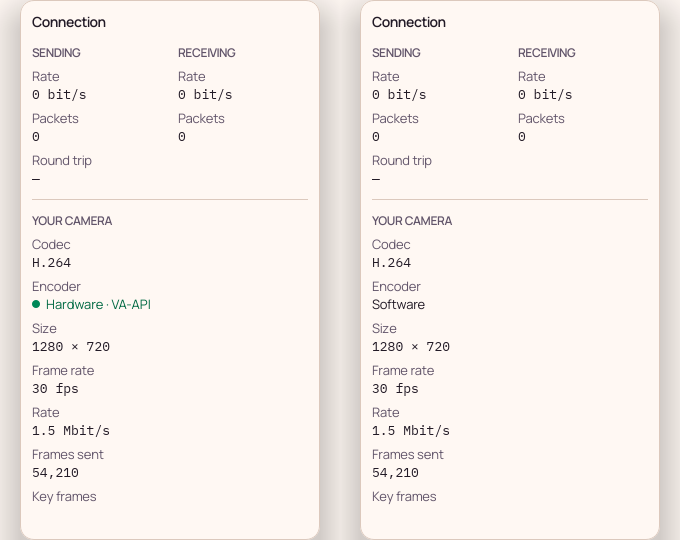 Connection
SENDING RECEIVING
Rate Rate
0 bit/s 0 bit/s
Packets Packets
0 0
Round trip
—
YOUR CAMERA
Codec
H.264
Encoder
Hardware · VA-API
Size
1280 × 720
Frame rate
30 fps
Rate
1.5 Mbit/s
Frames sent
54,210
Key frames
Connection
SENDING RECEIVING
Rate Rate
0 bit/s 0 bit/s
Packets Packets
0 0
Round trip
—
YOUR CAMERA
Codec
H.264
Encoder
Software
Size
1280 × 720
Frame rate
30 fps
Rate
1.5 Mbit/s
Frames sent
54,210
Key frames